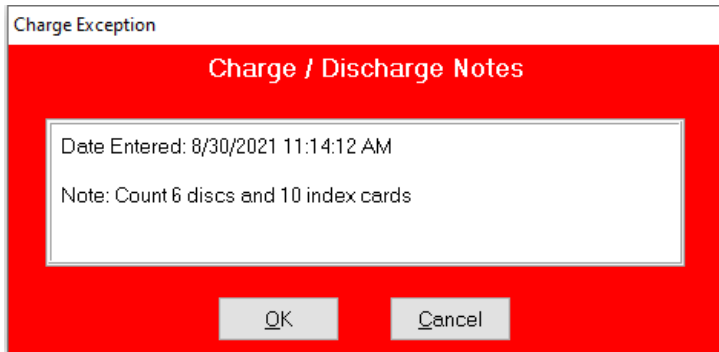 Charge Exception
Charge / Discharge Notes
Date Entered: 8/30/2021 11:14:12 AM
Note: Count 6 discs and 10 index cards
OK
Cancel